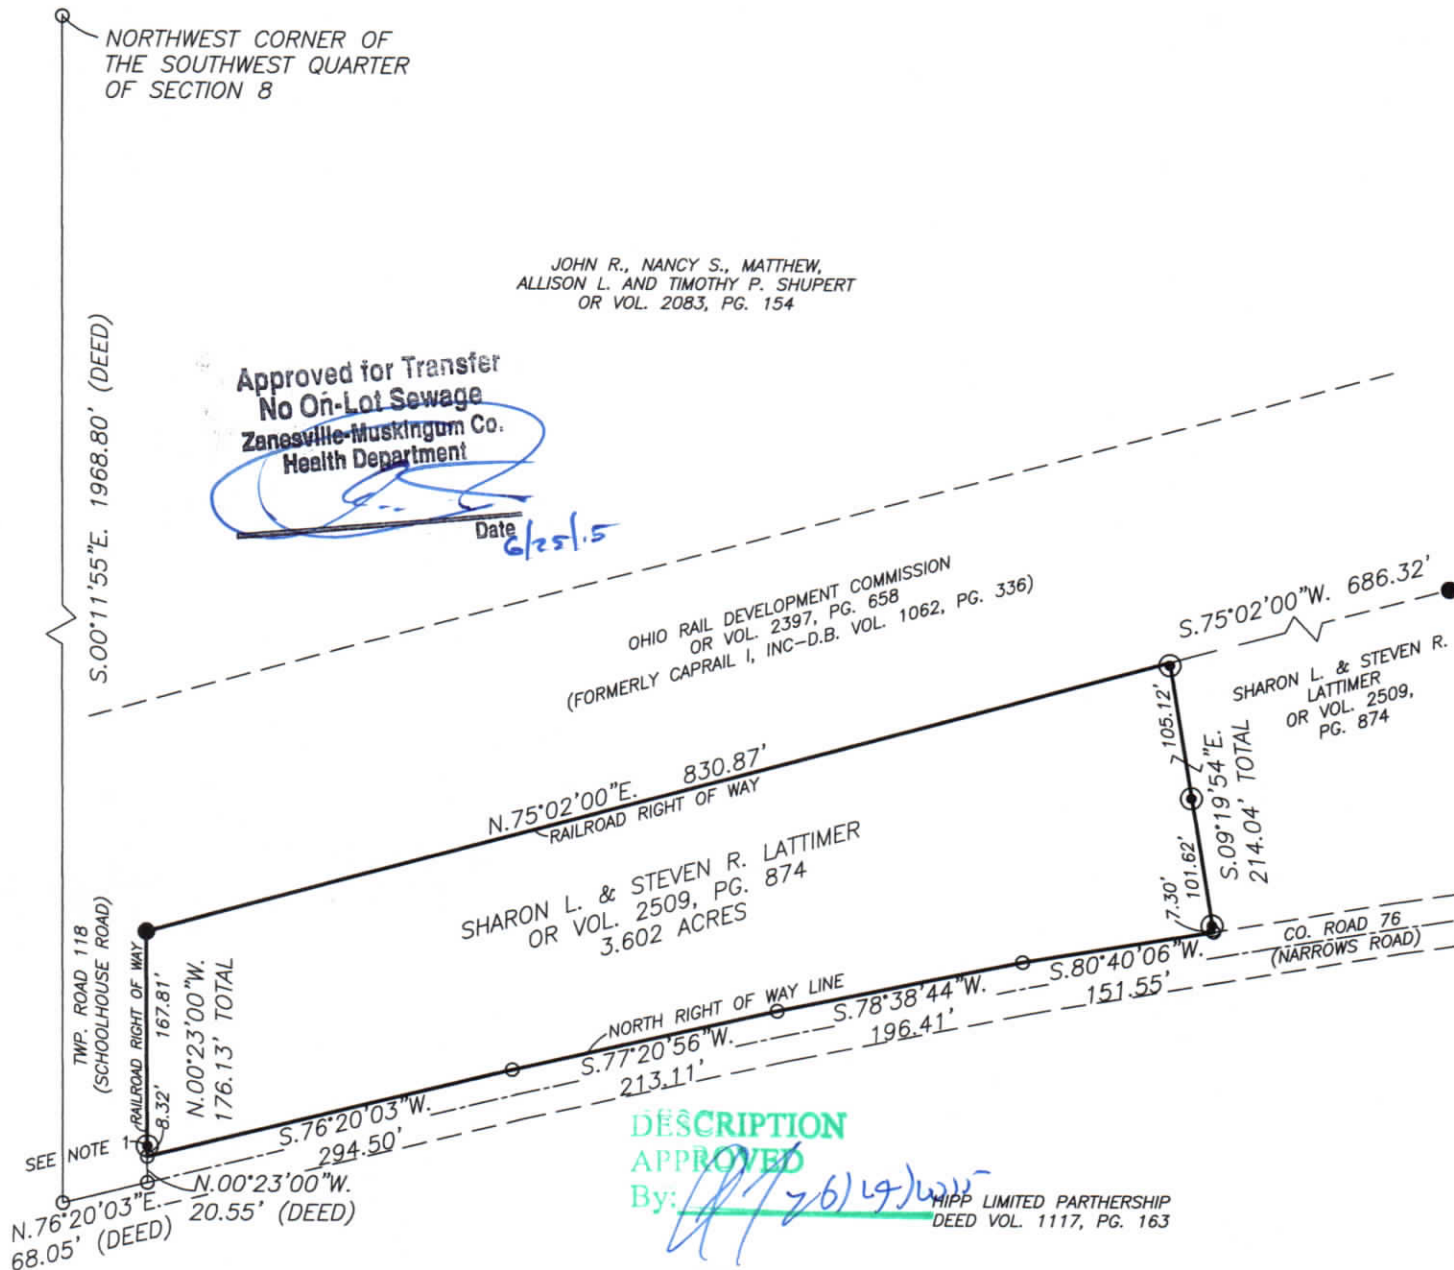 NORTHWEST CORNER OF
THE SOUTHWEST QUARTER
OF SECTION 8
JOHN R., NANCY S., MATTHEW,
ALLISON L. AND TIMOTHY P. SHUPERT
OR VOL. 2083, PG. 154
S.00°11'55"E. 1968.80' (DEED)
Approved for Transfer
No On-Lot Sewage
Zanesville-Muskingum Co.
Health Department
Date 6/25/15
OHIO RAIL DEVELOPMENT COMMISSION
OR VOL. 2397, PG. 658
(FORMERLY CAPRAIL I, INC-D.B. VOL. 1062, PG. 336)
S.75°02'00"W. 686.32'
SHARON L. & STEVEN R.
LATTIMER
OR VOL. 2509,
PG. 874
105.12'
S.09°19'54"E.
214.04' TOTAL
101.62'
7.30'
N.75°02'00"E. 830.87'
RAILROAD RIGHT OF WAY
SHARON L. & STEVEN R. LATTIMER
OR VOL. 2509, PG. 874
3.602 ACRES
TWP. ROAD 118
(SCHOOLHOUSE ROAD)
RAILROAD RIGHT OF WAY
167.81'
8.32'
N.00°23'00"W.
176.13' TOTAL
CO. ROAD 76
(NARROWS ROAD)
NORTH RIGHT OF WAY LINE
S.80°40'06"W.
151.55'
S.78°38'44"W.
196.41'
S.77°20'56"W.
213.11'
S.76°20'03"W.
294.50'
SEE NOTE 1
N.00°23'00"W.
20.55' (DEED)
N.76°20'03"E.
68.05' (DEED)
DESCRIPTION
APPROVED
By:
HIPP LIMITED PARTHERSHIP
DEED VOL. 1117, PG. 163